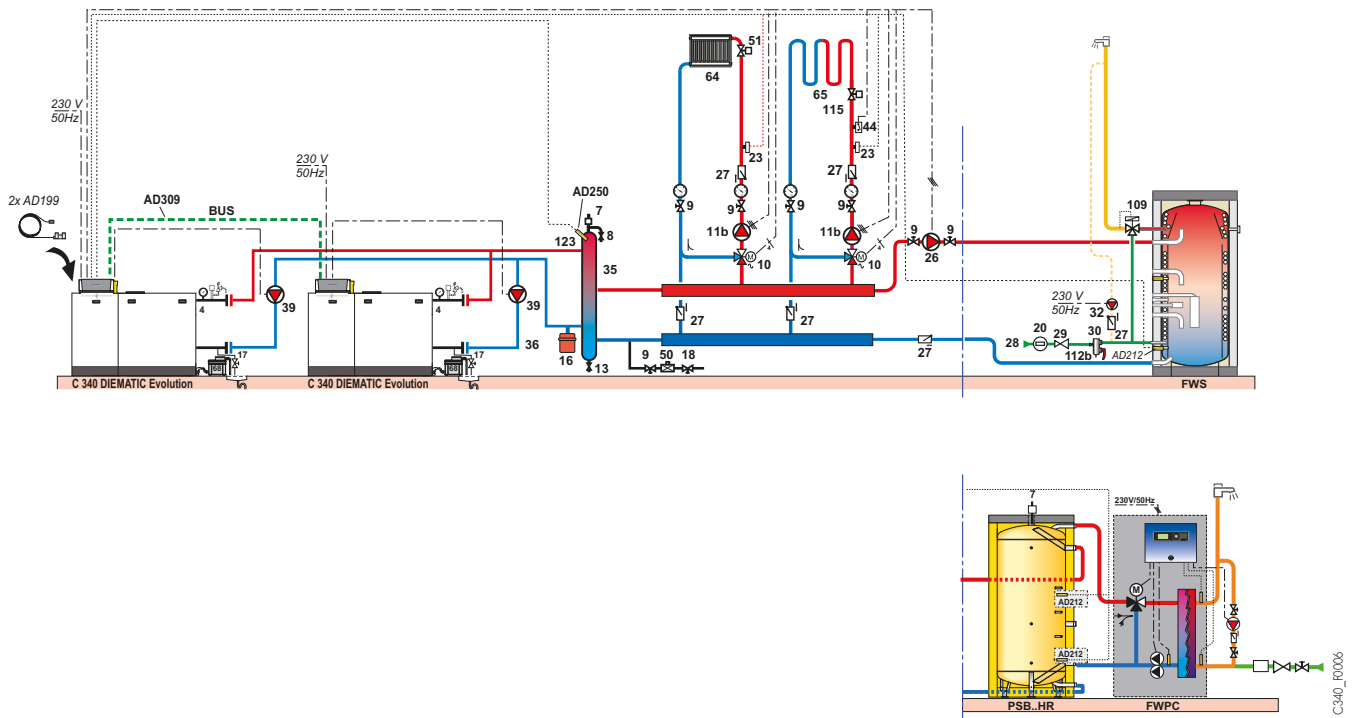 51
64
65
115
44
23
23
230 V
50Hz
27
27
230 V
50Hz
AD250
7
2x AD199
AD309
BUS
9
9
9
9
109
11b
11b
8
123
9
9
M
10
M
10
26
35
230 V
50Hz
32
4
39
4
39
27
27
27
20
29
30
28
27
112b
AD212
17
68
36
17
68
16
13
9
50
18
C 340 DIEMATIC Evolution
C 340 DIEMATIC Evolution
FWS
7
230V/50Hz
M
AD212
AD212
PSB..HR
FWPC
C340_F0006